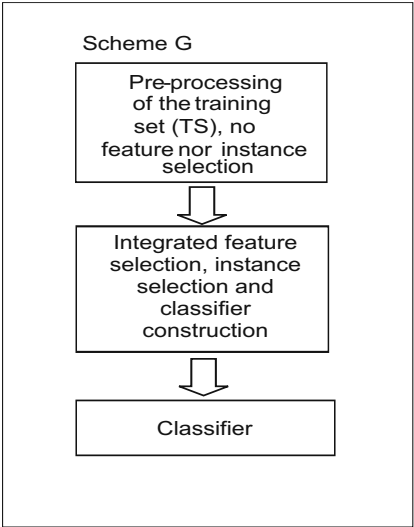 Scheme G
Pre-processing
of the training
set (TS), no
feature nor instance
selection
Integrated feature
selection, instance
selection and
classifier
construction
Classifier